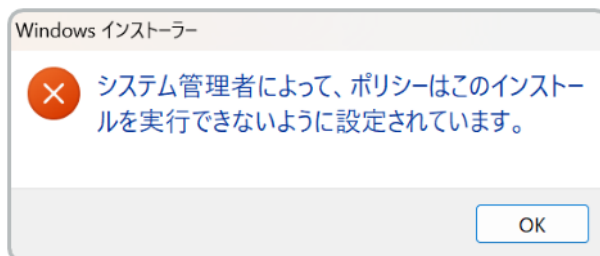 Windows インストーラー
システム管理者によって、ポリシーはこのインストー
ルを実行できないように設定されています。
OK